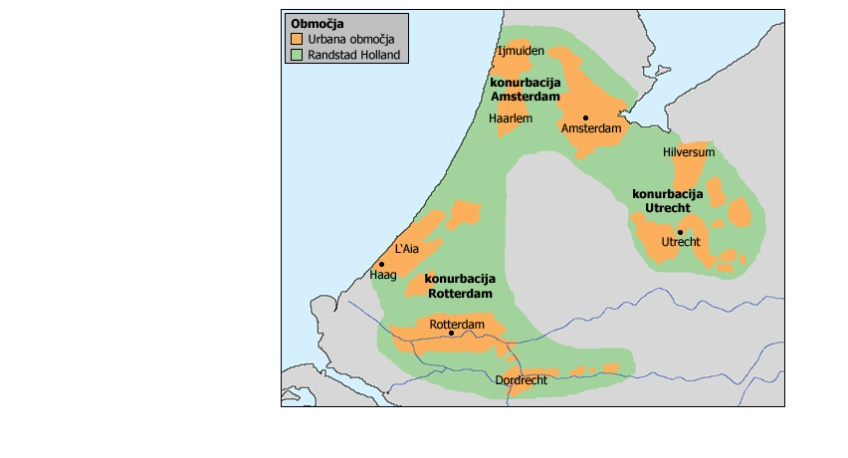 Območja
Urbana območja
Randstad Holland
Ijmuiden
konurbacija
Amsterdam
Haarlem
Amsterdam
Hilversum
konurbacija
Utrecht
Utrecht
L'Aia
Haag
konurbacija
Rotterdam
Rotterdam
Dordrecht